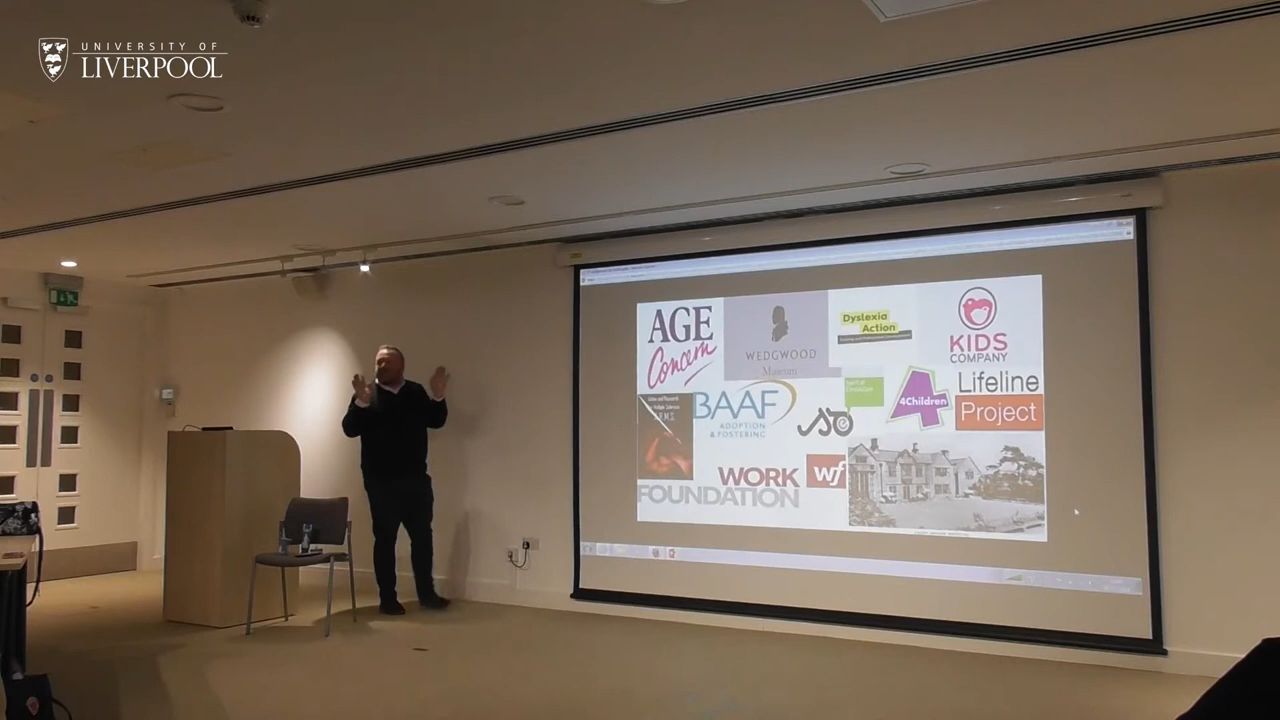 UNIVERSITY OF
LIVERPOOL
AGE
Concern
WEDGWOOD
Museum
Dyslexia
Action
KIDS
COMPANY
BAAF
ADOPTION
& FOSTERING
4Children
Lifeline
Project
WORK
FOUNDATION
wf